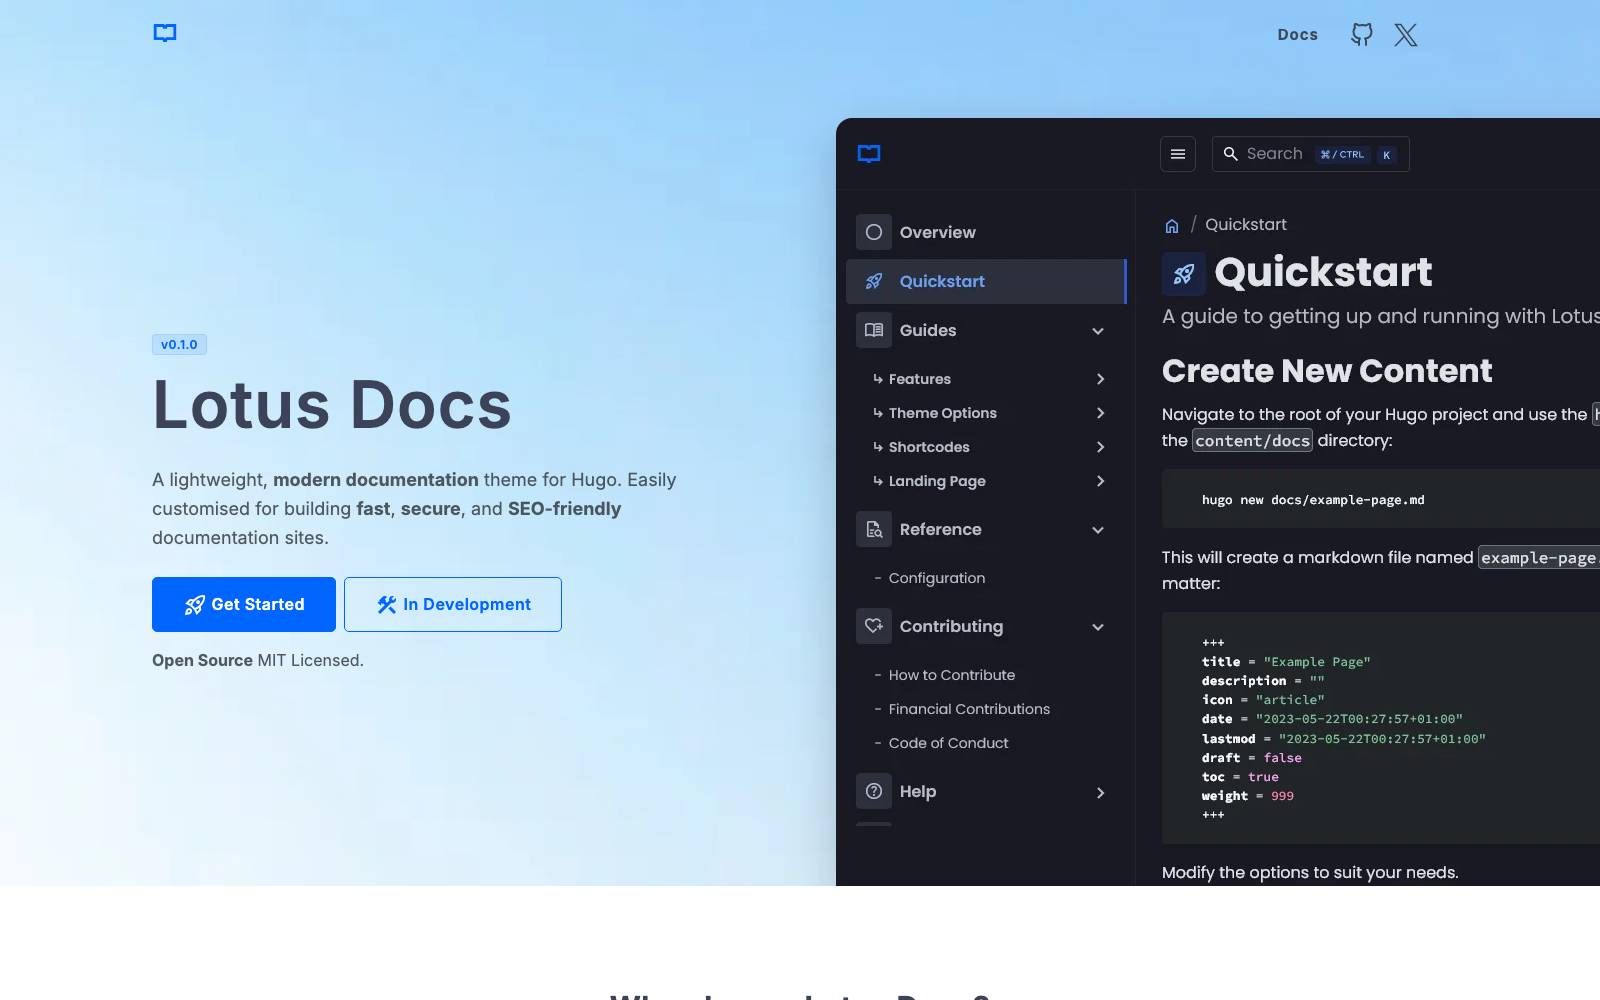 Docs
v0.1.0
Lotus Docs
A lightweight, modern documentation theme for Hugo. Easily
customised for building fast, secure, and SEO-friendly
documentation sites.
Get Started
In Development
Open Source MIT Licensed.
Search ⌘/CTRL K
Overview
Quickstart
Guides
Features
Theme Options
Shortcodes
Landing Page
Reference
- Configuration
Contributing
- How to Contribute
- Financial Contributions
- Code of Conduct
Help
/ Quickstart
Quickstart
A guide to getting up and running with Lotus
Create New Content
Navigate to the root of your Hugo project and use the
the content/docs directory:
hugo new docs/example-page.md
This will create a markdown file named example-page.
matter:
+++
title = "Example Page"
description = ""
icon = "article"
date = "2023-05-22T00:27:57+01:00"
lastmod = "2023-05-22T00:27:57+01:00"
draft = false
toc = true
weight = 999
+++
Modify the options to suit your needs.